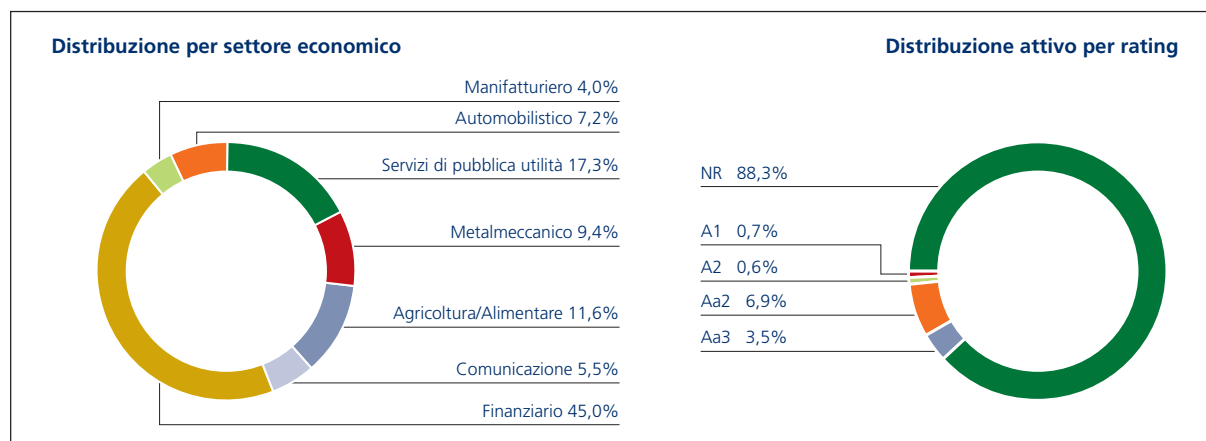 Distribuzione per settore economico
Manifatturiero 4,0%
Automobilistico 7,2%
Servizi di pubblica utilità 17,3%
Metalmeccanico 9,4%
Agricoltura/Alimentare 11,6%
Comunicazione 5,5%
Finanziario 45,0%
Distribuzione attivo per rating
NR 88,3%
A1 0,7%
A2 0,6%
Aa2 6,9%
Aa3 3,5%